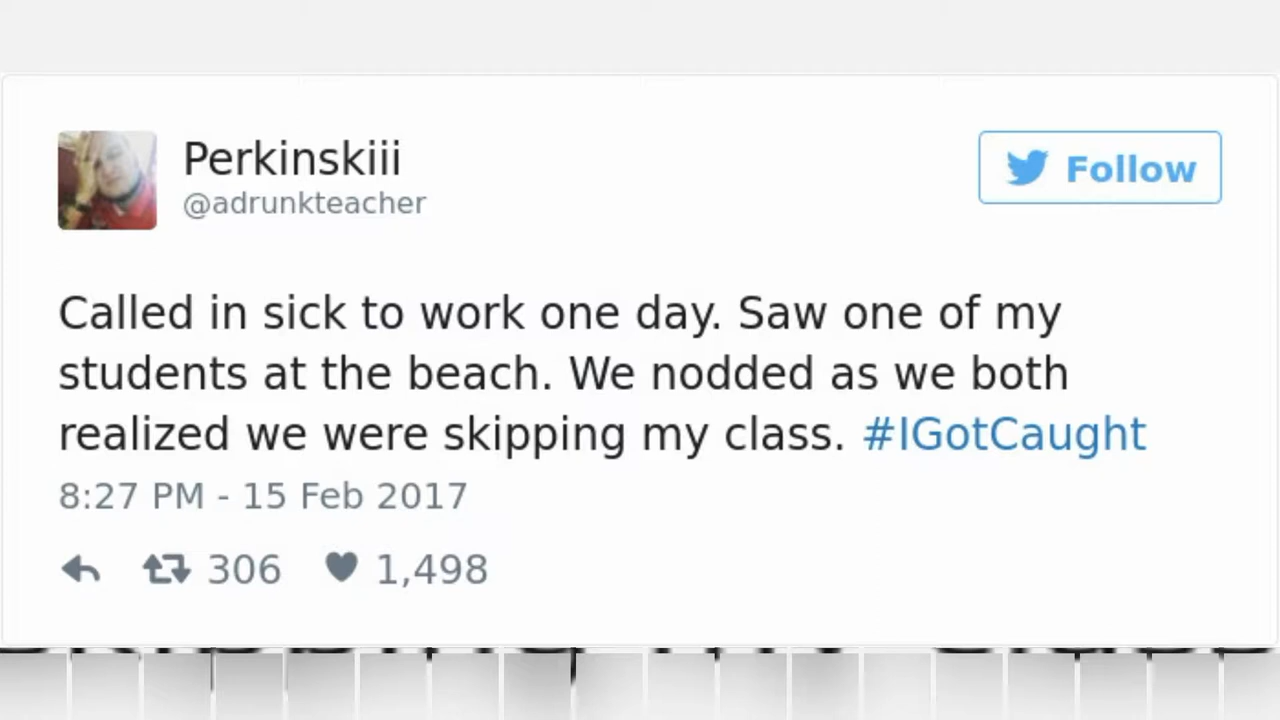 Perkinskiii
@adrunkteacher
Follow
Called in sick to work one day. Saw one of my
students at the beach. We nodded as we both
realized we were skipping my class. #IGotCaught
8:27 PM - 15 Feb 2017
306 1,498